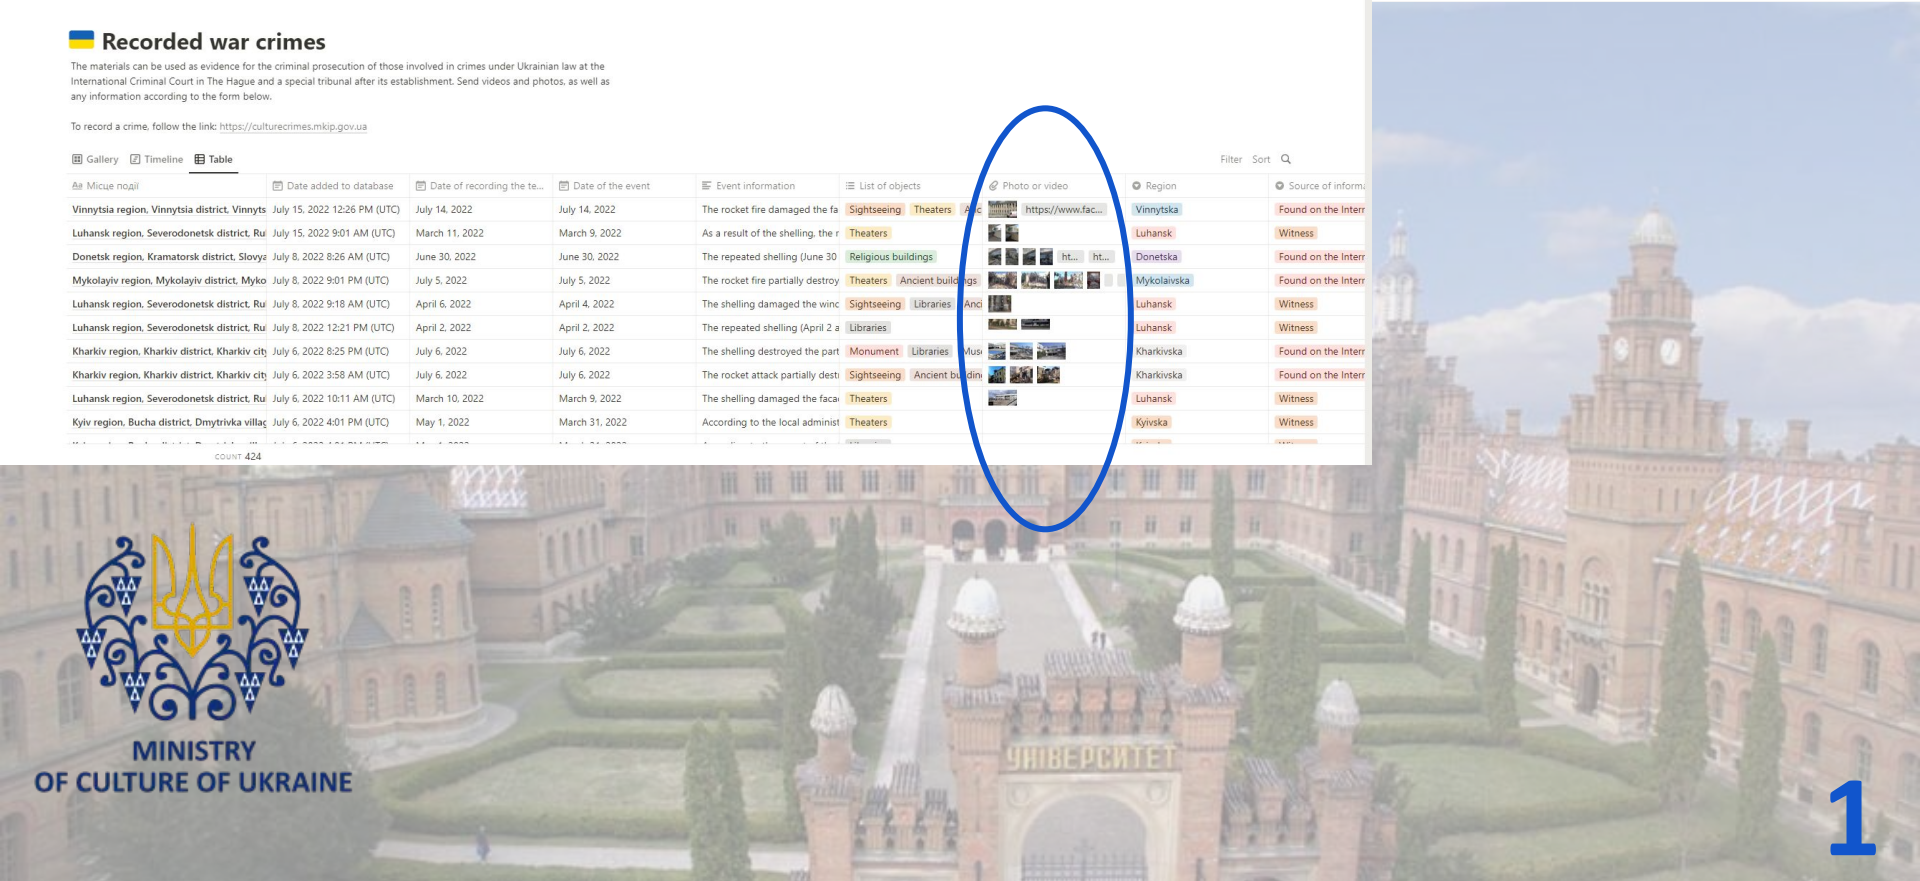 Recorded war crimes
The materials can be used as evidence for the criminal prosecution of those involved in crimes under Ukrainian law at the
International Criminal Court in The Hague and a special tribunal after its establishment. Send videos and photos, as well as
any information according to the form below.
To record a crime, follow the link: https://culturecrimes.mkip.gov.ua
Gallery Timeline Table Filter Sort
Aa Місце події Date added to database Date of recording the te... Date of the event Event information List of objects Photo or video Region Source of informa
Vinnytsia region, Vinnytsia district, Vinnyts July 15, 2022 12:26 PM (UTC) July 14, 2022 July 14, 2022 The rocket fire damaged the fa Sightseeing Theaters https://www.fac... Vinnytska Found on the Intern
Luhansk region, Severodonetsk district, Ru July 15, 2022 9:01 AM (UTC) March 11, 2022 March 9, 2022 As a result of the shelling, the r Theaters Luhansk Witness
Donetsk region, Kramatorsk district, Slovya July 8, 2022 8:26 AM (UTC) June 30, 2022 June 30, 2022 The repeated shelling (June 30 Religious buildings ht... ht... Donetska Found on the Intern
Mykolayiv region, Mykolayiv district, Myko July 8, 2022 9:01 PM (UTC) July 5, 2022 July 5, 2022 The rocket fire partially destroy Theaters Ancient buildings Mykolaivska Found on the Intern
Luhansk region, Severodonetsk district, Ru July 8, 2022 9:18 AM (UTC) April 6, 2022 April 4, 2022 The shelling damaged the winc Sightseeing Libraries Anci Luhansk Witness
Luhansk region, Severodonetsk district, Ru July 8, 2022 12:21 PM (UTC) April 2, 2022 April 2, 2022 The repeated shelling (April 2 a Libraries Luhansk Witness
Kharkiv region, Kharkiv district, Kharkiv city July 6, 2022 8:25 PM (UTC) July 6, 2022 July 6, 2022 The shelling destroyed the part Monument Libraries Mus Kharkivska Found on the Intern
Kharkiv region, Kharkiv district, Kharkiv city July 6, 2022 3:58 AM (UTC) July 6, 2022 July 6, 2022 The rocket attack partially dest Sightseeing Ancient building Kharkivska Found on the Intern
Luhansk region, Severodonetsk district, Ru July 6, 2022 10:11 AM (UTC) March 10, 2022 March 9, 2022 The shelling damaged the faca Theaters Luhansk Witness
Kyiv region, Bucha district, Dmytrivka villag July 6, 2022 4:01 PM (UTC) May 1, 2022 March 31, 2022 According to the local administ Theaters Kyivska Witness
COUNT 424
УНІВЕРСИТЕТ
MINISTRY
OF CULTURE OF UKRAINE
1